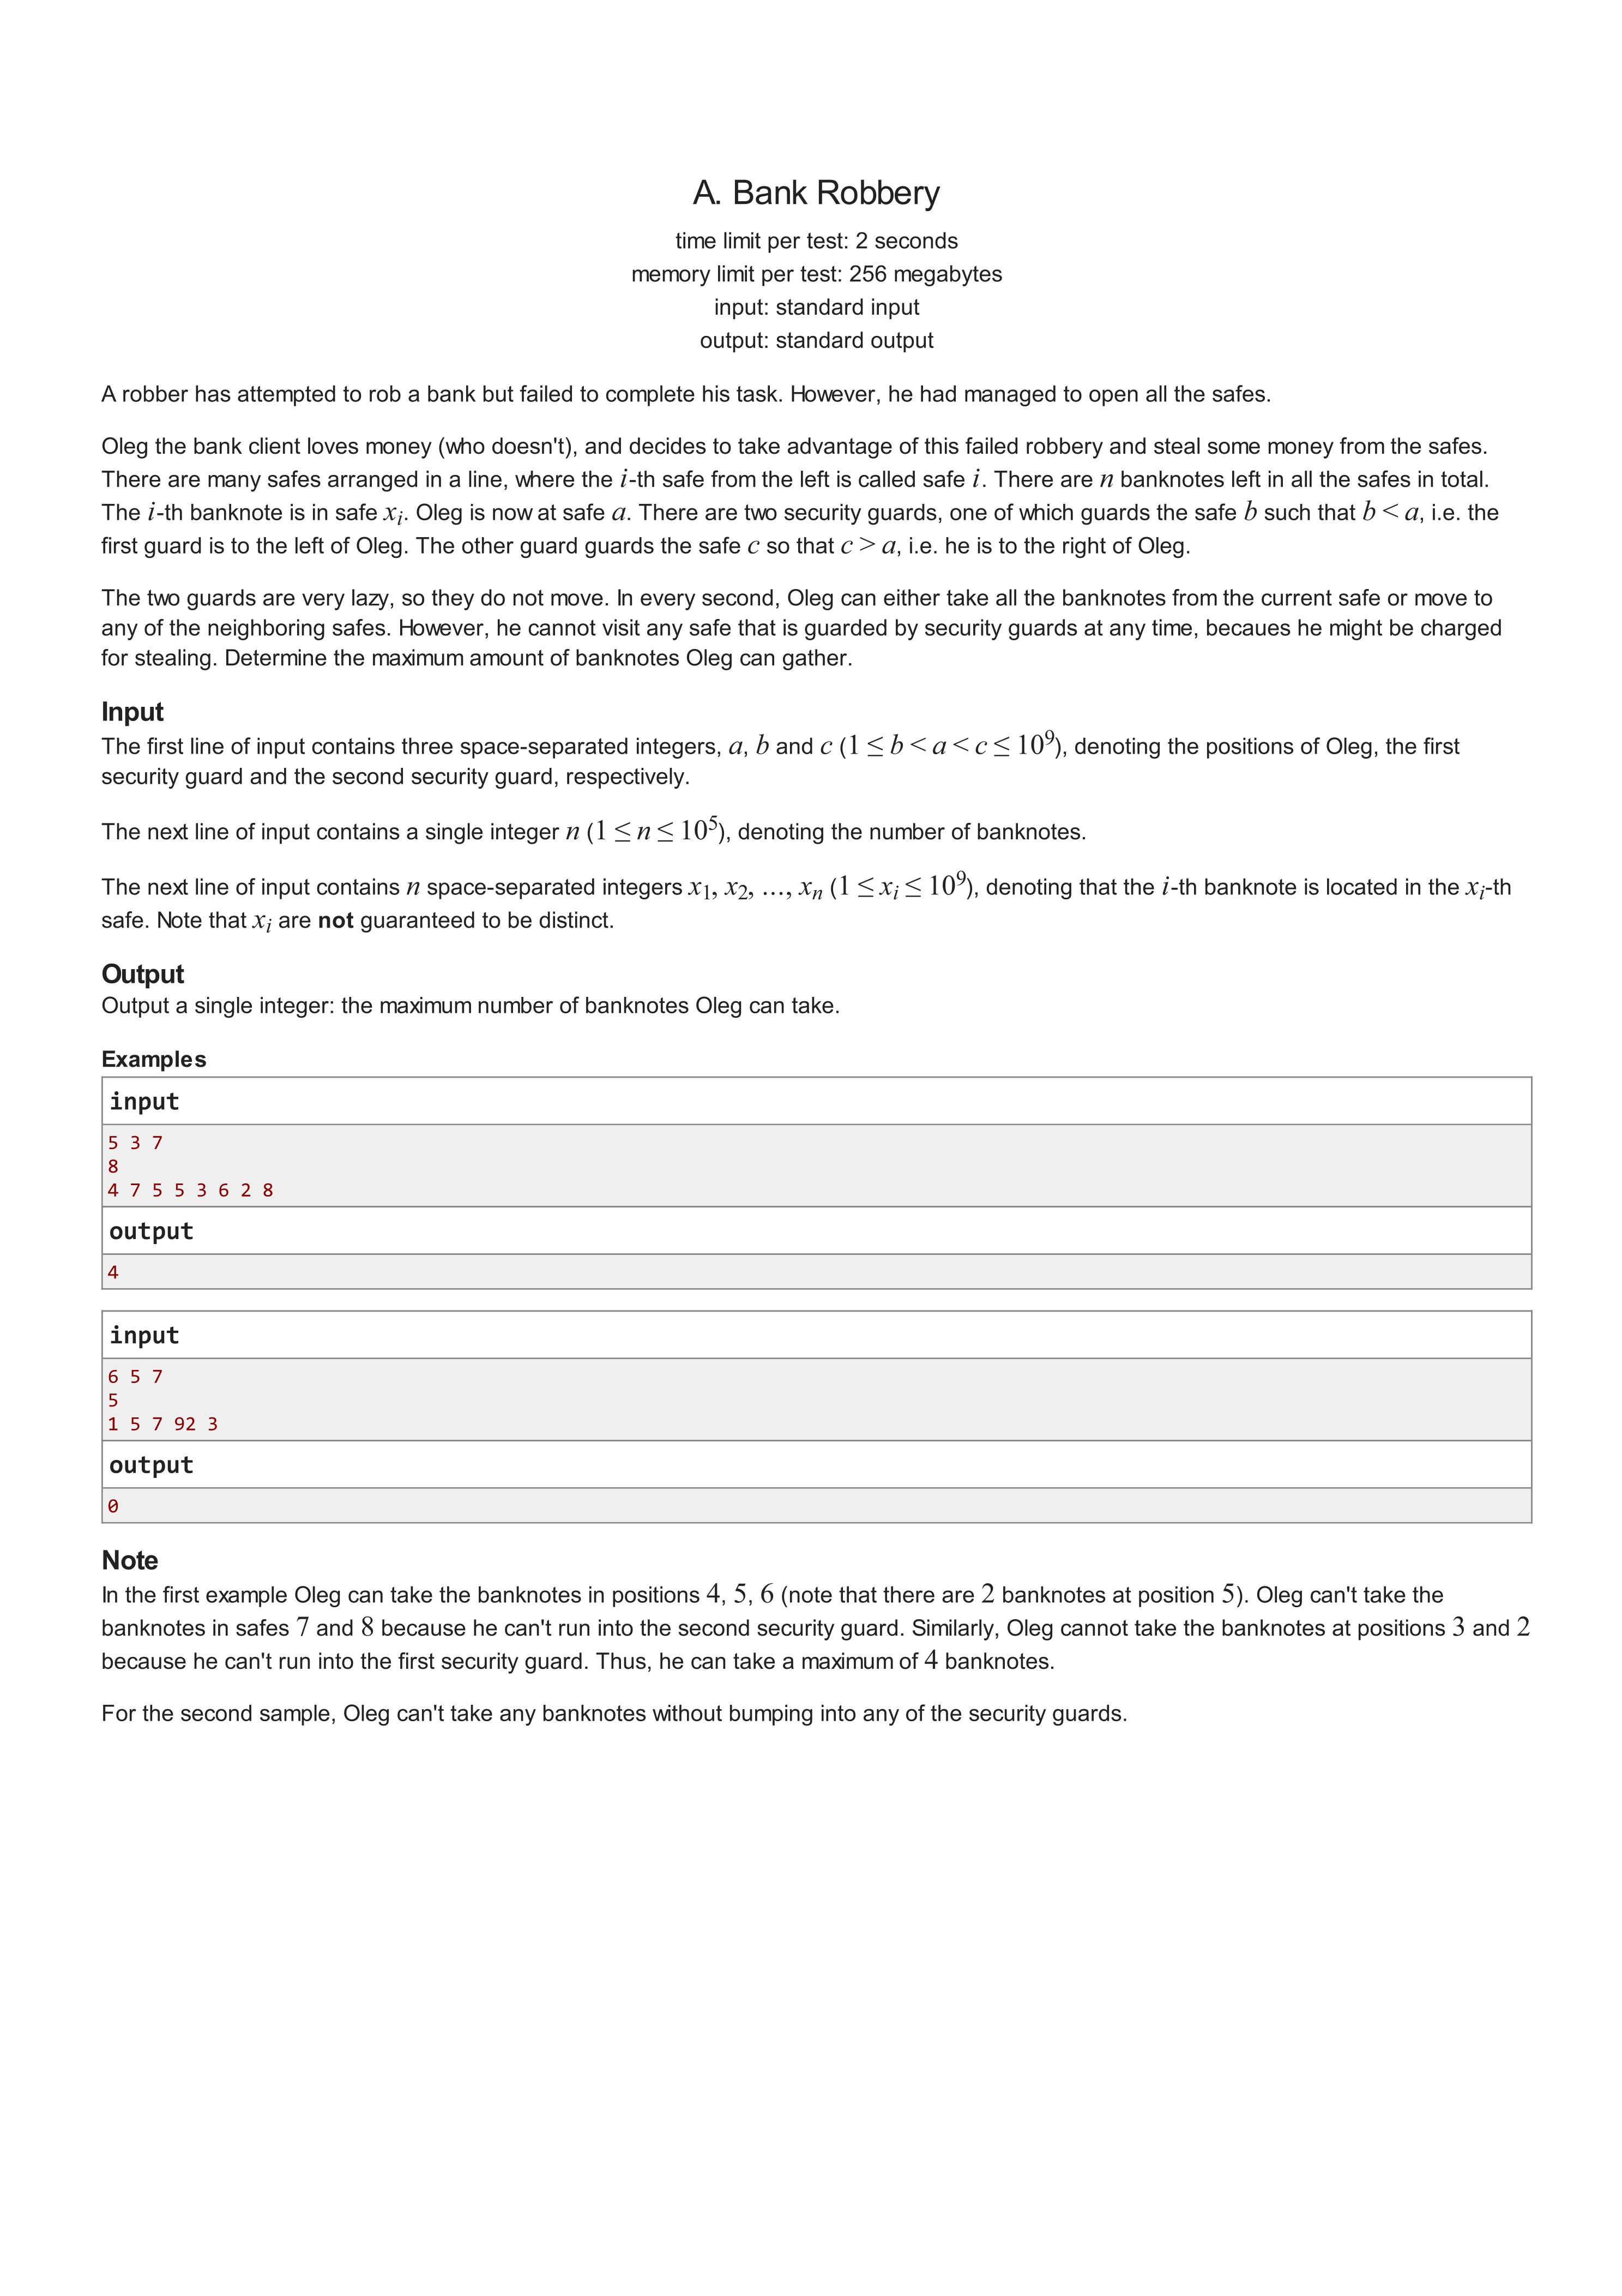 A. Bank Robbery
time limit per test: 2 seconds
memory limit per test: 256 megabytes
input: standard input
output: standard output
A robber has attempted to rob a bank but failed to complete his task. However, he had managed to open all the safes.
Oleg the bank client loves money (who doesn't), and decides to take advantage of this failed robbery and steal some money from the safes.
There are many safes arranged in a line, where the i-th safe from the left is called safe i. There are n banknotes left in all the safes in total.
The i-th banknote is in safe xᵢ. Oleg is now at safe a. There are two security guards, one of which guards the safe b such that b < a, i.e. the
first guard is to the left of Oleg. The other guard guards the safe c so that c > a, i.e. he is to the right of Oleg.
The two guards are very lazy, so they do not move. In every second, Oleg can either take all the banknotes from the current safe or move to
any of the neighboring safes. However, he cannot visit any safe that is guarded by security guards at any time, becaues he might be charged
for stealing. Determine the maximum amount of banknotes Oleg can gather.
Input
The first line of input contains three space-separated integers, a, b and c (1 ≤ b < a < c ≤ 10⁹), denoting the positions of Oleg, the first
security guard and the second security guard, respectively.
The next line of input contains a single integer n (1 ≤ n ≤ 10⁵), denoting the number of banknotes.
The next line of input contains n space-separated integers x₁, x₂, ..., xₙ (1 ≤ xᵢ ≤ 10⁹), denoting that the i-th banknote is located in the xᵢ-th
safe. Note that xᵢ are not guaranteed to be distinct.
Output
Output a single integer: the maximum number of banknotes Oleg can take.
Examples
input
5 3 7
8
4 7 5 5 3 6 2 8
output
4
input
6 5 7
5
1 5 7 92 3
output
0
Note
In the first example Oleg can take the banknotes in positions 4, 5, 6 (note that there are 2 banknotes at position 5). Oleg can't take the
banknotes in safes 7 and 8 because he can't run into the second security guard. Similarly, Oleg cannot take the banknotes at positions 3 and 2
because he can't run into the first security guard. Thus, he can take a maximum of 4 banknotes.
For the second sample, Oleg can't take any banknotes without bumping into any of the security guards.